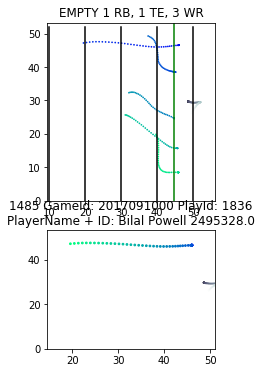 EMPTY 1 RB, 1 TE, 3 WR
50
40
30
20
10
0
10 20 30 40 50
1485 GameId: 2017091000 PlayId: 1836
PlayerName + ID: Bilal Powell 2495328.0
40
20
0
20 30 40 50